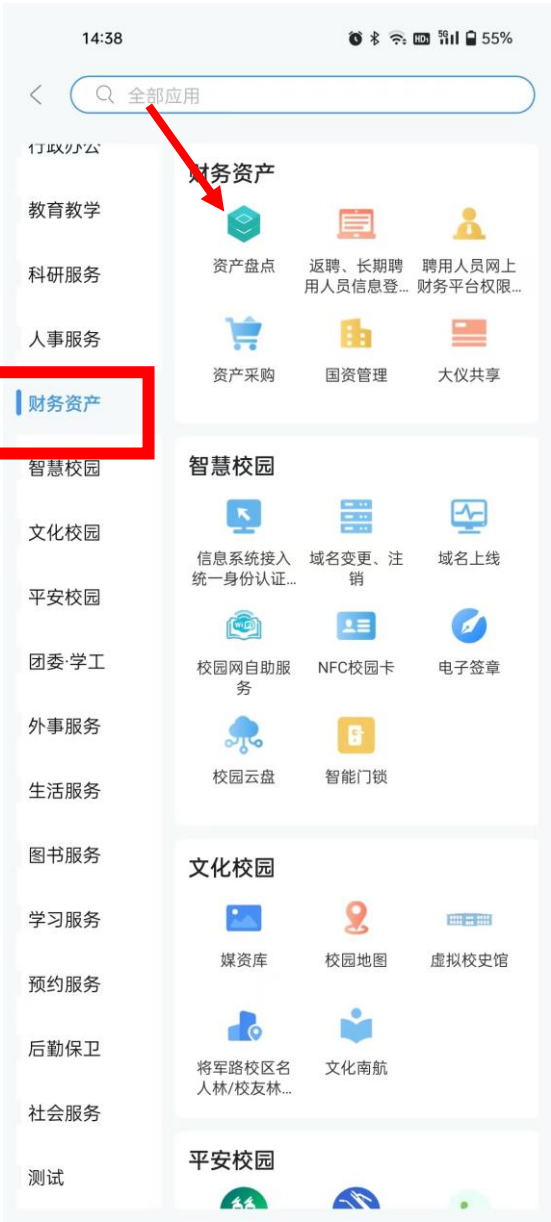 14:38
HD1 5G 55%
全部应用
行政办公
教育教学
科研服务
人事服务
财务资产
智慧校园
文化校园
平安校园
团委·学工
外事服务
生活服务
图书服务
学习服务
预约服务
后勤保卫
社会服务
测试
财务资产
资产盘点
返聘、长期聘
用人员信息登...
聘用人员网上
财务平台权限...
资产采购
国资管理
大仪共享
智慧校园
信息系统接入
统一身份认证...
域名变更、注
销
域名上线
WiFi
校园网自助服
务
NFC校园卡
电子签章
校园云盘
智能门锁
文化校园
媒资库
校园地图
虚拟校史馆
将军路校区名
人林/校友林...
文化南航
平安校园